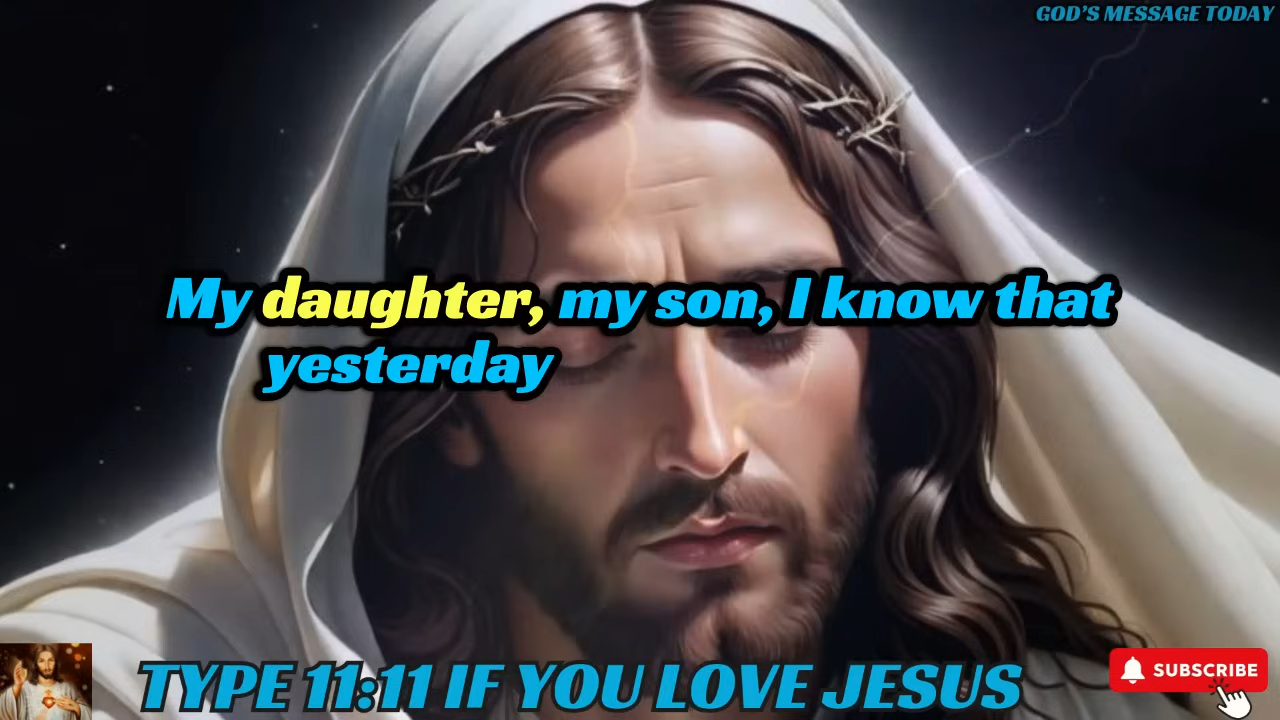 GOD'S MESSAGE TODAY
My daughter, my son, I know that
yesterday
TYPE 11:11 IF YOU LOVE JESUS
SUBSCRIBE